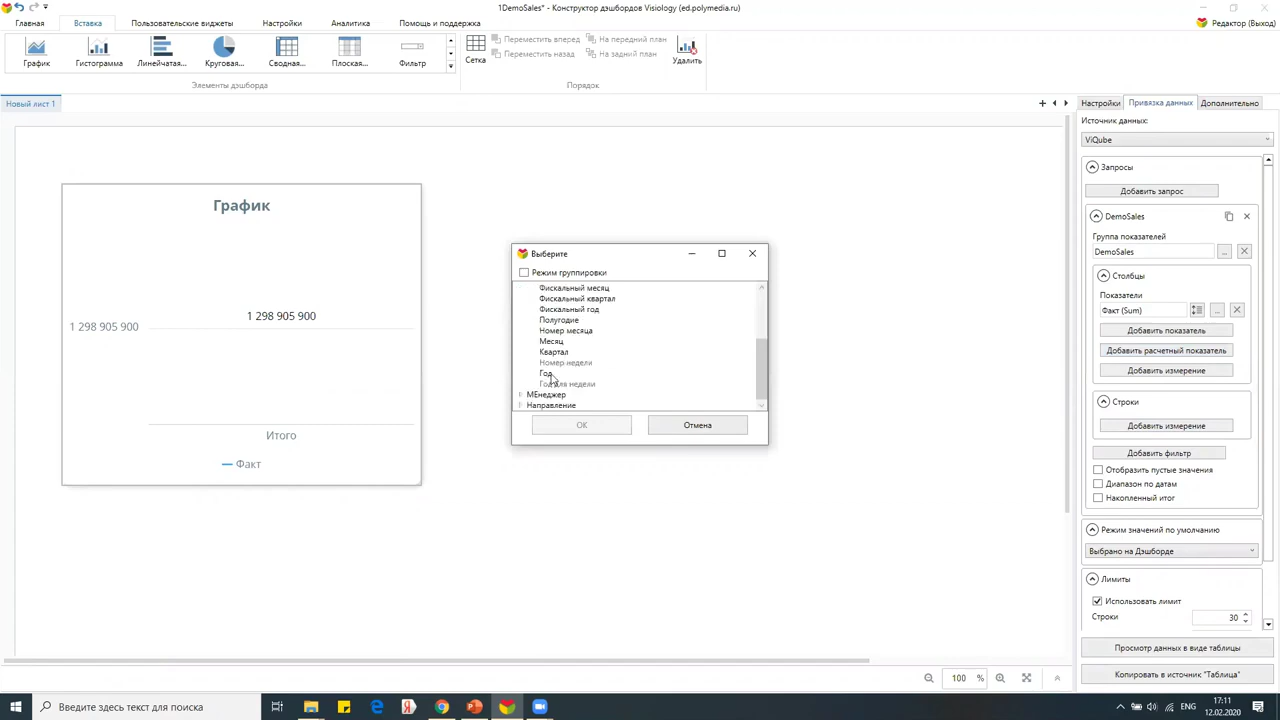 1DemoSales* - Конструктор дэшбордов Visiology (ed.polymedia.ru)
Главная
Вставка
Пользовательские виджеты
Настройки
Аналитика
Помощь и поддержка
Редактор (Выход)
График
Гистограмма
Линейчатая...
Круговая...
Сводная...
Плоская...
Фильтр
Сетка
Переместить вперед
На передний план
Переместить назад
На задний план
Удалить
Элементы дэшборда
Порядок
Новый лист 1
График
1 298 905 900
1 298 905 900
Итого
Факт
Выберите
Режим группировки
Фискальный месяц
Фискальный квартал
Фискальный год
Полугодие
Номер месяца
Месяц
Квартал
Номер недели
Год
Год для недели
МЕнеджер
Направление
ОК
Отмена
Настройки
Привязка данных
Дополнительно
Источник данных:
ViQube
Запросы
Добавить запрос
DemoSales
Группа показателей
DemoSales
...
Столбцы
Показатели
Факт (Sum)
...
Добавить показатель
Добавить расчетный показатель
Добавить измерение
Строки
Добавить измерение
Добавить фильтр
Отобразить пустые значения
Диапазон по датам
Накопленный итог
Режим значений по умолчанию
Выбрано на Дэшборде
Лимиты
Использовать лимит
Строки
30
Просмотр данных в виде таблицы
Копировать в источник "Таблица"
100 %
Введите здесь текст для поиска
ENG
17:11
12.02.2020